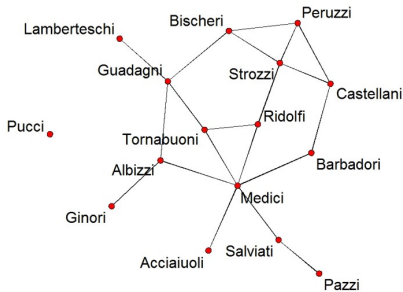 Peruzzi
Bischeri
Lamberteschi
Strozzi
Guadagni
Castellani
Ridolfi
Pucci
Tornabuoni
Barbadori
Albizzi
Medici
Ginori
Salviati
Acciaiuoli
Pazzi